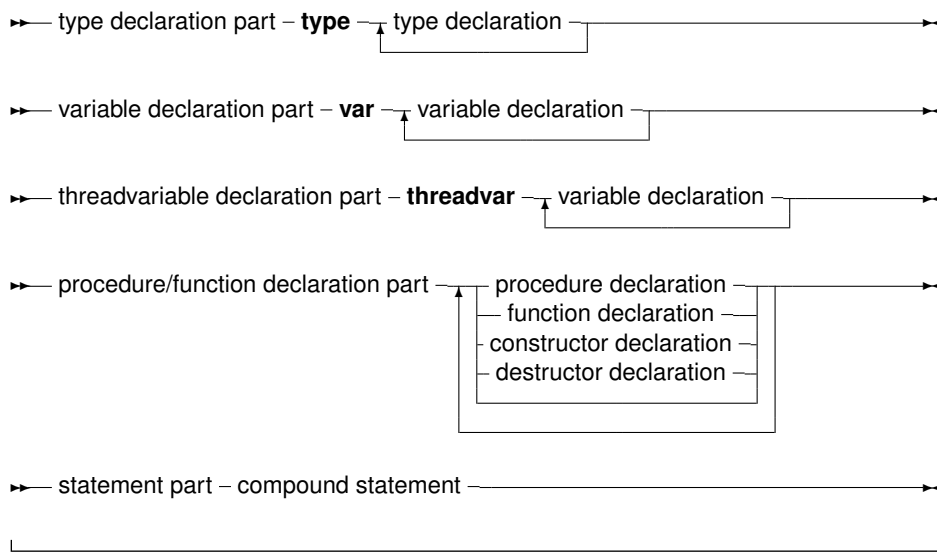 type declaration part – type type declaration
variable declaration part – var variable declaration
threadvariable declaration part – threadvar variable declaration
procedure/function declaration part procedure declaration
function declaration
constructor declaration
destructor declaration
statement part – compound statement